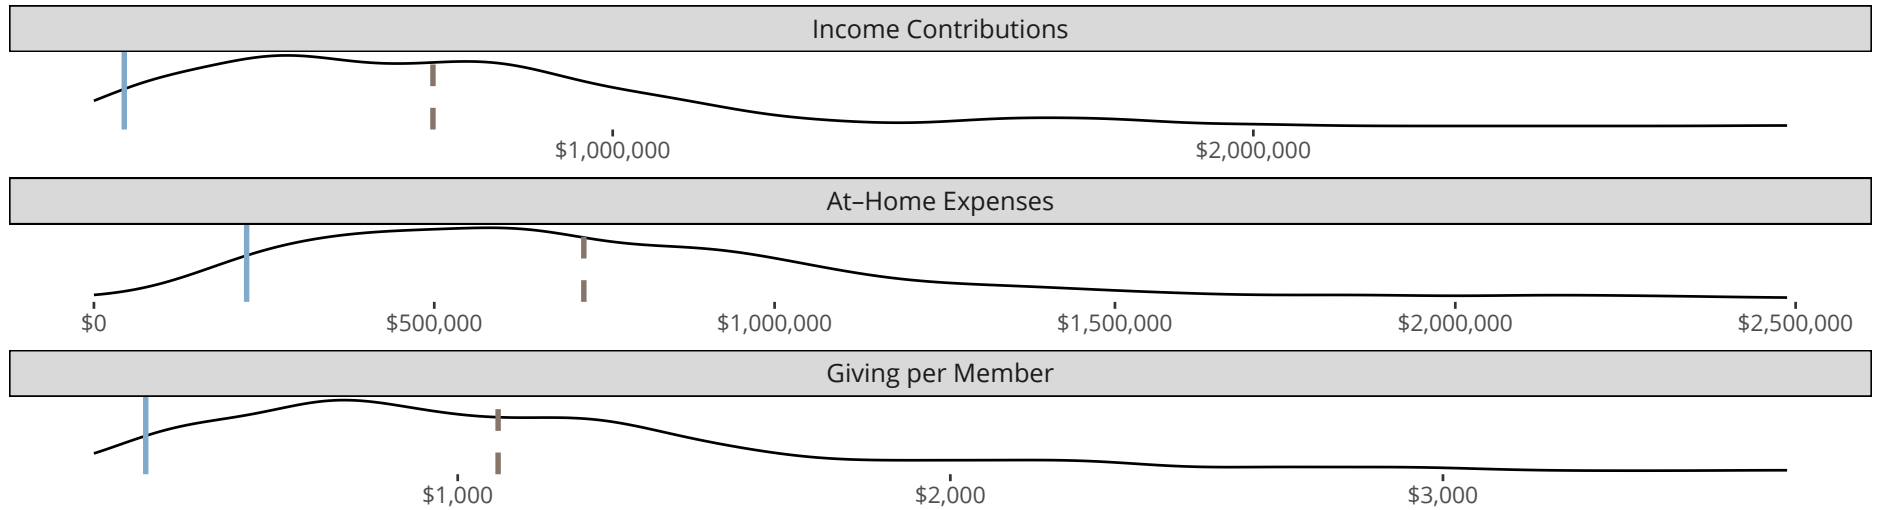 Income Contributions
$1,000,000 $2,000,000
At–Home Expenses
$0 $500,000 $1,000,000 $1,500,000 $2,000,000 $2,500,000
Giving per Member
$1,000 $2,000 $3,000